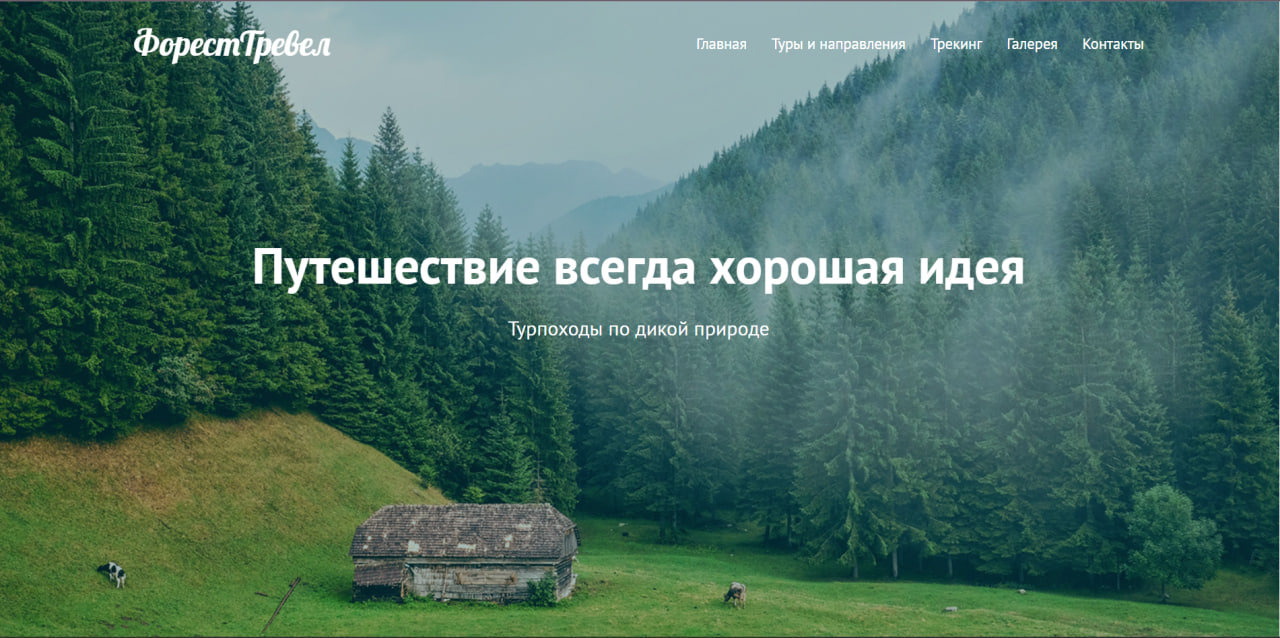 ФорестТревел
Главная Туры и направления Трекинг Галерея Контакты
Путешествие всегда хорошая идея
Турпоходы по дикой природе